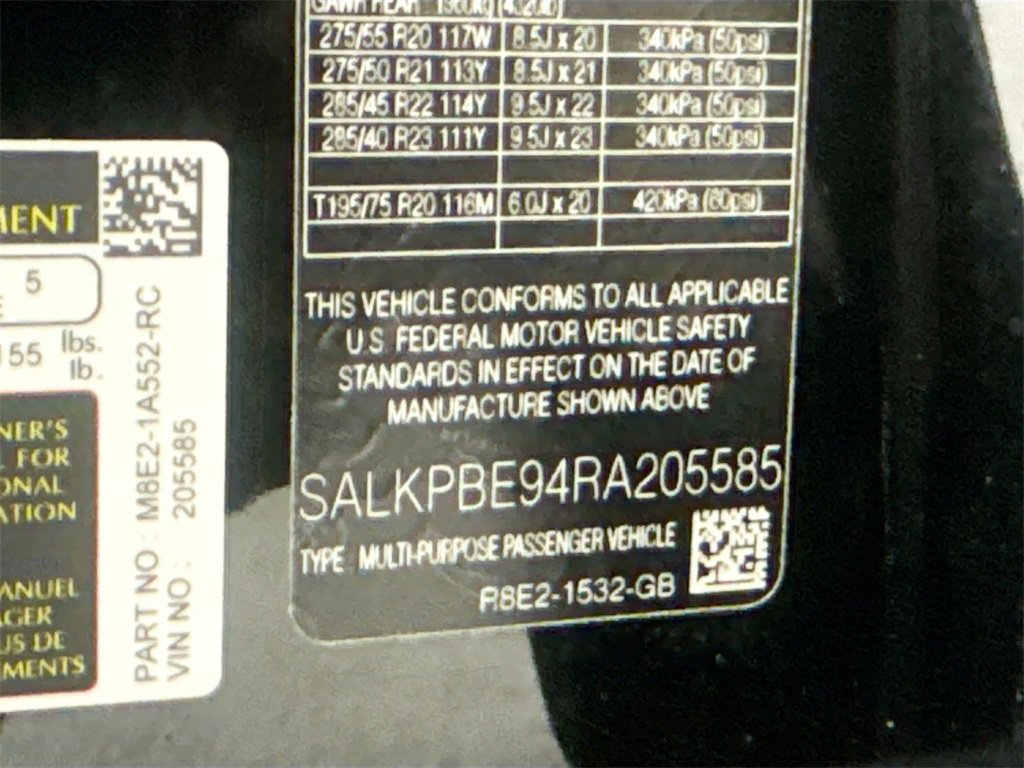 MENT
5
155 lbs.
lb.
NER'S
FOR
ONAL
ATION
ANUEL
AGER
US DE
MENTS
PART NO : M8E2-1A552-RC
VIN NO : 205585
GAWR REAR
275/55 R20 117W 8.5J x 20 340kPa (50psi)
275/50 R21 113Y 8.5J x 21 340kPa (50psi)
285/45 R22 114Y 9.5J x 22 340kPa (50psi)
285/40 R23 111Y 9.5J x 23 340kPa (50psi)
T195/75 R20 116M 6.0J x 20 420kPa (60psi)
THIS VEHICLE CONFORMS TO ALL APPLICABLE
U.S. FEDERAL MOTOR VEHICLE SAFETY
STANDARDS IN EFFECT ON THE DATE OF
MANUFACTURE SHOWN ABOVE
SALKPBE94RA205585
TYPE MULTI-PURPOSE PASSENGER VEHICLE
R8E2-1532-GB